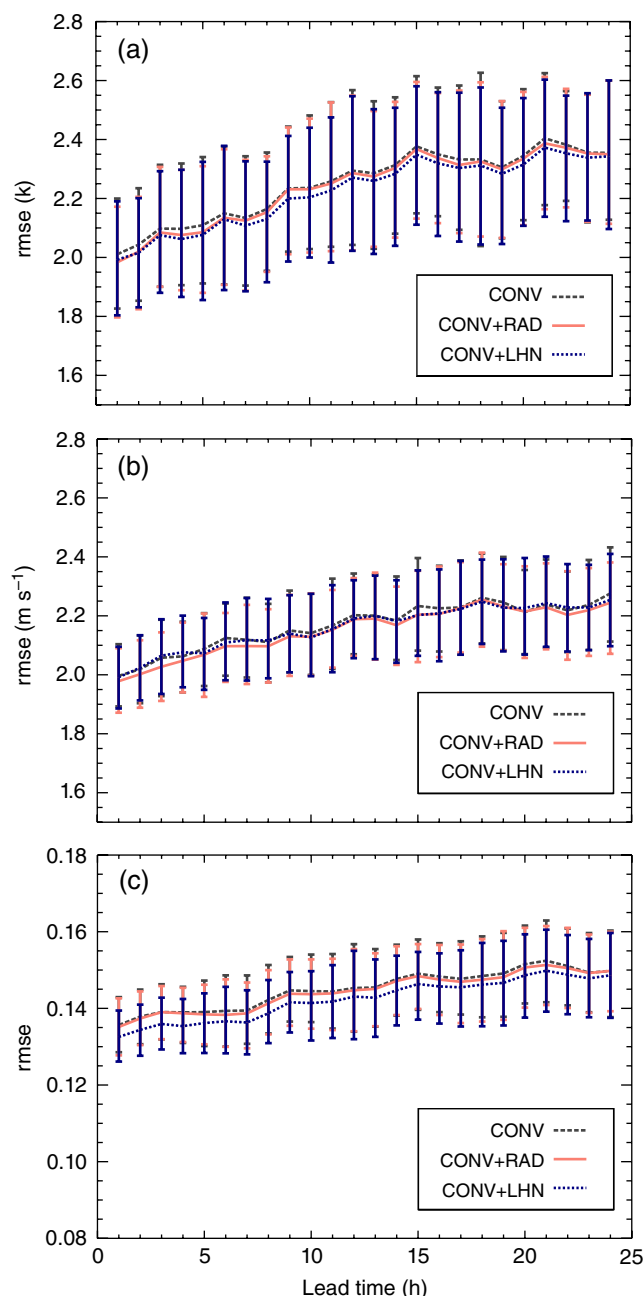 (a)
2.8
2.6
2.4
2.2
2.0
1.8
1.6
rmse (k)
CONV
CONV+RAD
CONV+LHN
(b)
2.8
2.6
2.4
2.2
2.0
1.8
1.6
rmse (m s⁻¹)
CONV
CONV+RAD
CONV+LHN
(c)
0.18
0.16
0.14
0.12
0.10
0.08
rmse
CONV
CONV+RAD
CONV+LHN
0 5 10 15 20 25
Lead time (h)